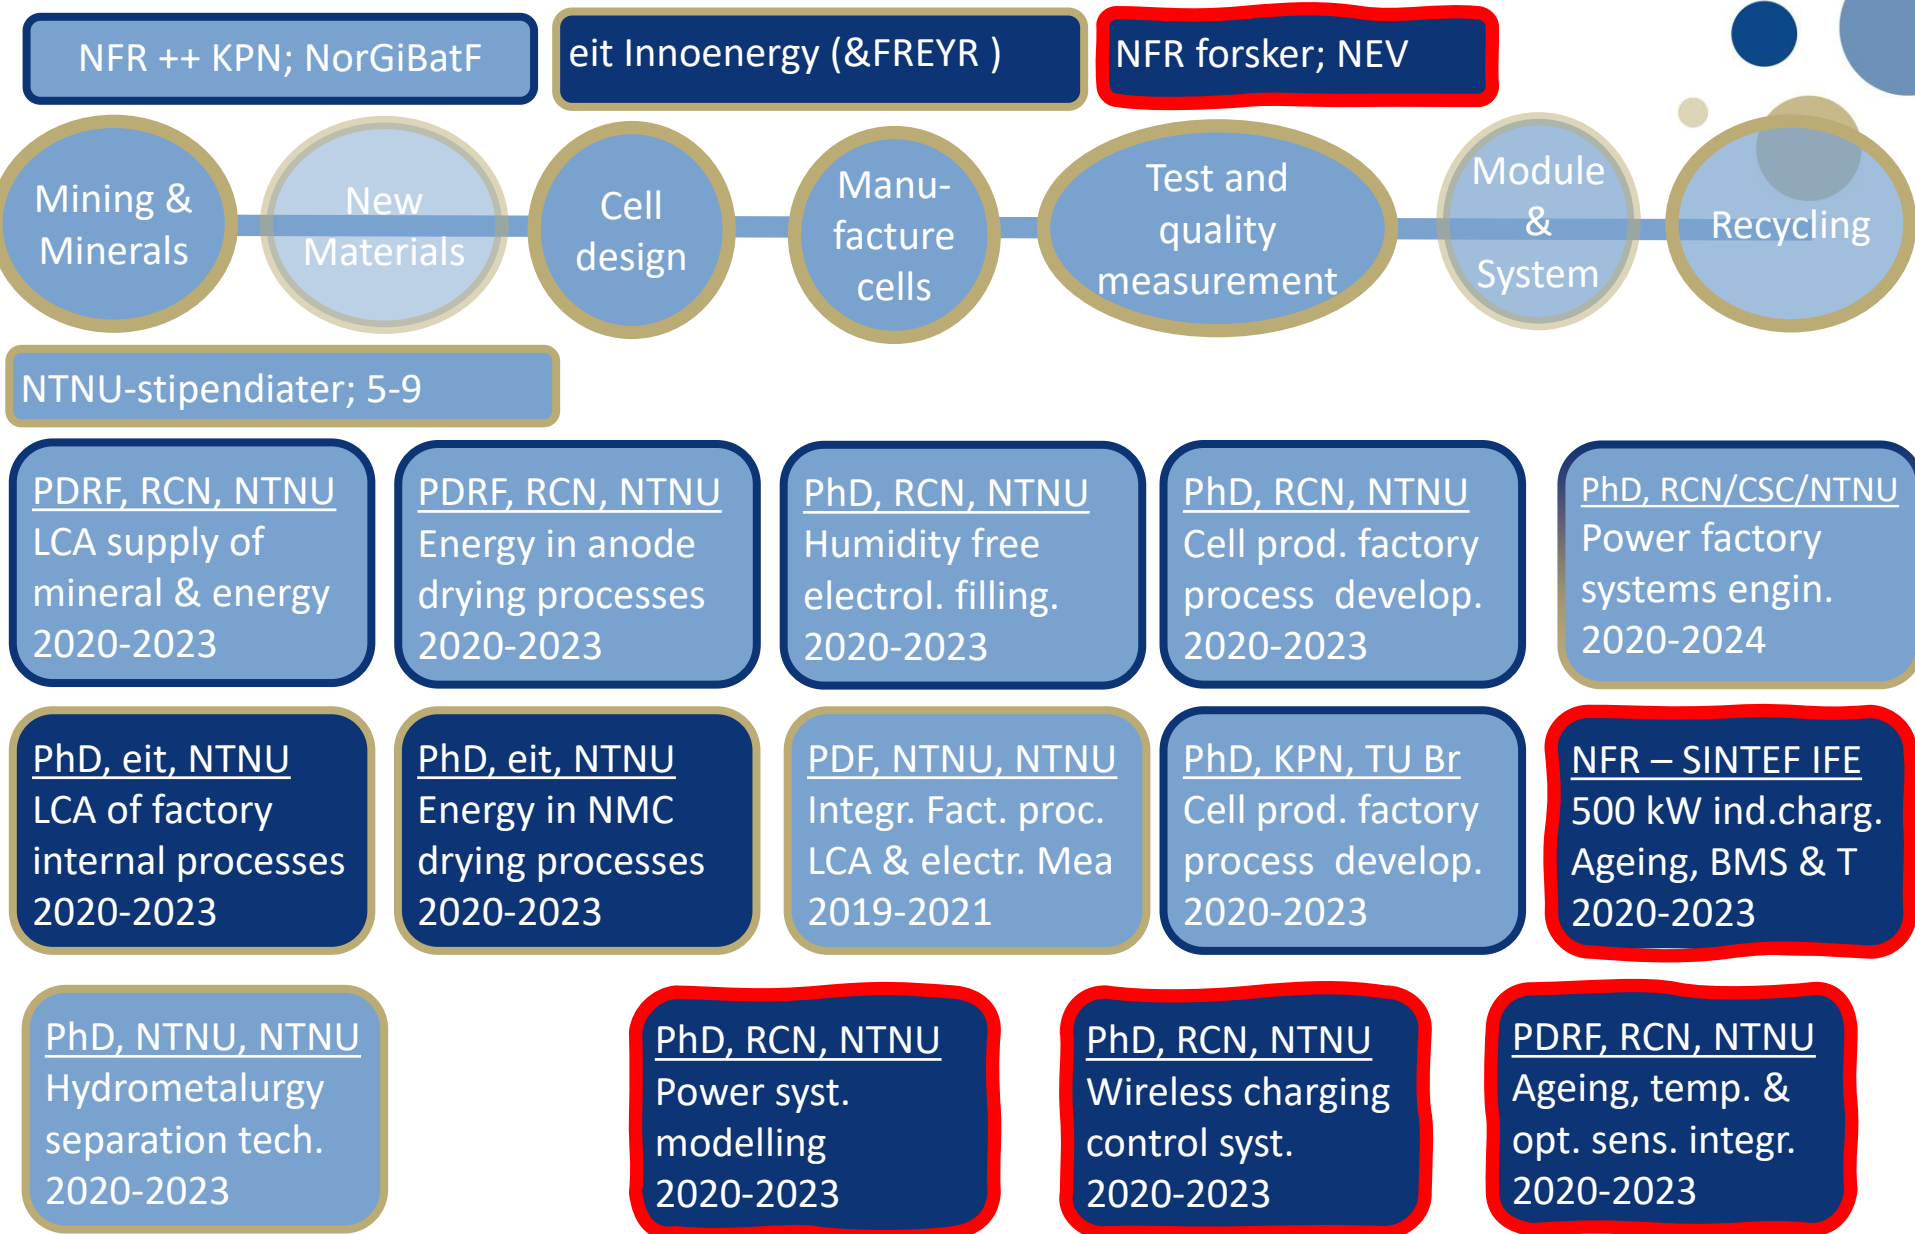 NFR ++ KPN; NorGiBatF
eit Innoenergy (&FREYR )
NFR forsker; NEV
Mining &
Minerals
New
Materials
Cell
design
Manu-
facture
cells
Test and
quality
measurement
Module
&
System
Recycling
NTNU-stipendiater; 5-9
PDRF, RCN, NTNU
LCA supply of
mineral & energy
2020-2023
PDRF, RCN, NTNU
Energy in anode
drying processes
2020-2023
PhD, RCN, NTNU
Humidity free
electrol. filling.
2020-2023
PhD, RCN, NTNU
Cell prod. factory
process develop.
2020-2023
PhD, RCN/CSC/NTNU
Power factory
systems engin.
2020-2024
PhD, eit, NTNU
LCA of factory
internal processes
2020-2023
PhD, eit, NTNU
Energy in NMC
drying processes
2020-2023
PDF, NTNU, NTNU
Integr. Fact. proc.
LCA & electr. Mea
2019-2021
PhD, KPN, TU Br
Cell prod. factory
process develop.
2020-2023
NFR – SINTEF IFE
500 kW ind.charg.
Ageing, BMS & T
2020-2023
PhD, NTNU, NTNU
Hydrometalurgy
separation tech.
2020-2023
PhD, RCN, NTNU
Power syst.
modelling
2020-2023
PhD, RCN, NTNU
Wireless charging
control syst.
2020-2023
PDRF, RCN, NTNU
Ageing, temp. &
opt. sens. integr.
2020-2023